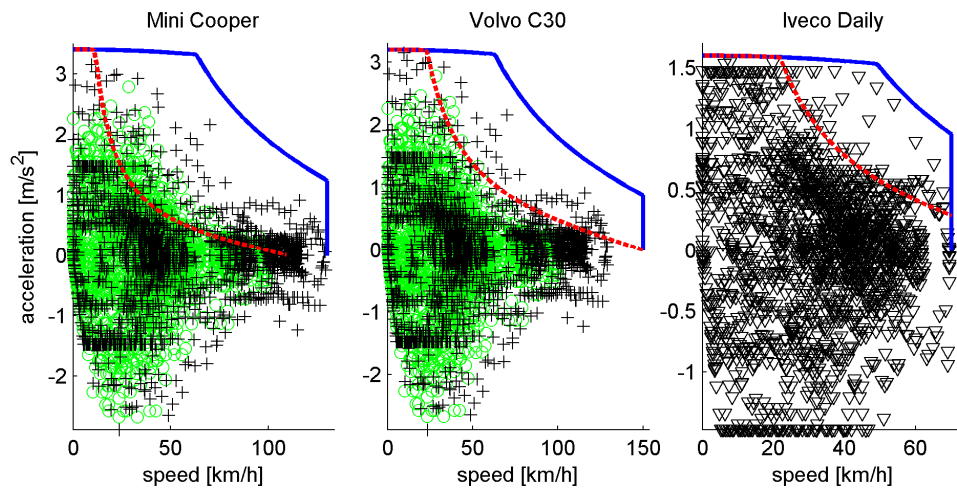 Mini Cooper
Volvo C30
Iveco Daily
acceleration [m/s²]
3
2
1
0
-1
-2
3
2
1
0
-1
-2
1.5
1
0.5
0
-0.5
-1
0 50 100
0 50 100 150
0 20 40 60
speed [km/h]
speed [km/h]
speed [km/h]